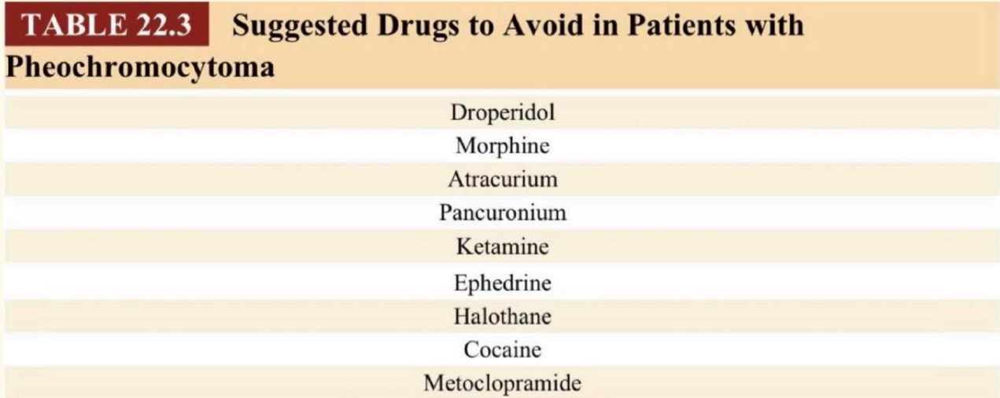 TABLE 22.3 Suggested Drugs to Avoid in Patients with
Pheochromocytoma
Droperidol
Morphine
Atracurium
Pancuronium
Ketamine
Ephedrine
Halothane
Cocaine
Metoclopramide